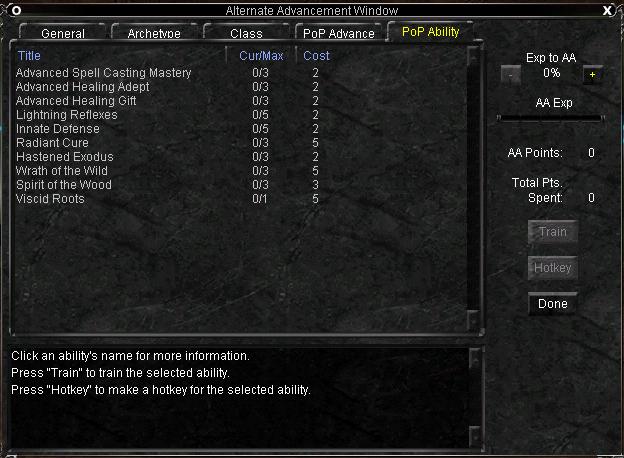 O Alternate Advancement Window X
General Archetype Class PoP Advance PoP Ability
Title Cur/Max Cost
Advanced Spell Casting Mastery 0/3 2
Advanced Healing Adept 0/3 2
Advanced Healing Gift 0/3 2
Lightning Reflexes 0/5 2
Innate Defense 0/5 2
Radiant Cure 0/3 5
Hastened Exodus 0/3 2
Wrath of the Wild 0/3 5
Spirit of the Wood 0/3 3
Viscid Roots 0/1 5
Exp to AA
- 0% +
AA Exp
AA Points: 0
Total Pts.
Spent: 0
Train
Hotkey
Done
Click an ability's name for more information.
Press "Train" to train the selected ability.
Press "Hotkey" to make a hotkey for the selected ability.